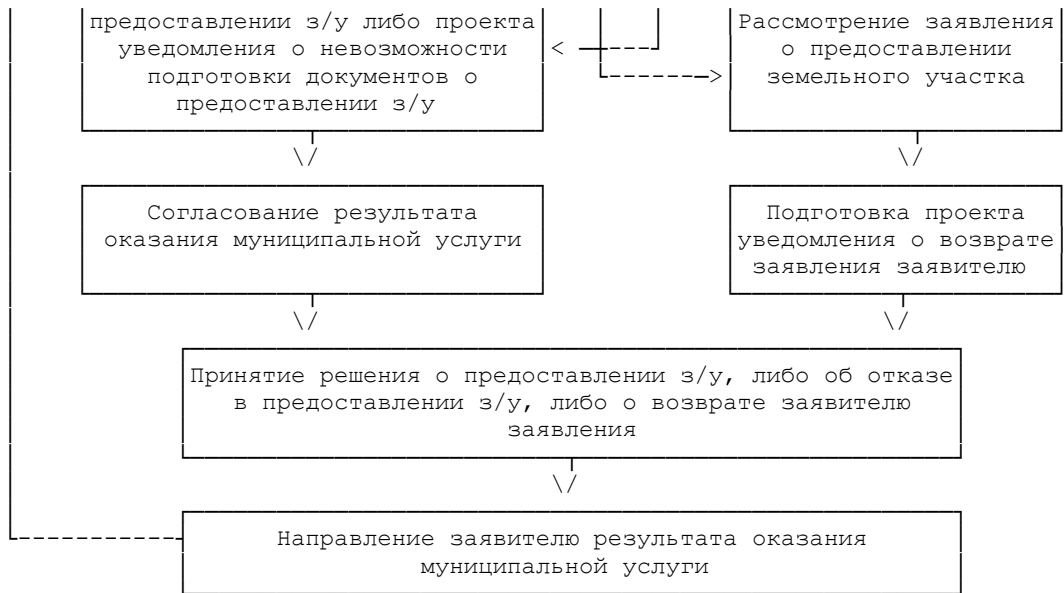 предоставлении з/у либо проекта
уведомления о невозможности
подготовки документов о
предоставлении з/у
Рассмотрение заявления
о предоставлении
земельного участка
Согласование результата
оказания муниципальной услуги
Подготовка проекта
уведомления о возврате
заявления заявителю
Принятие решения о предоставлении з/у, либо об отказе
в предоставлении з/у, либо о возврате заявителю
заявления
Направление заявителю результата оказания
муниципальной услуги